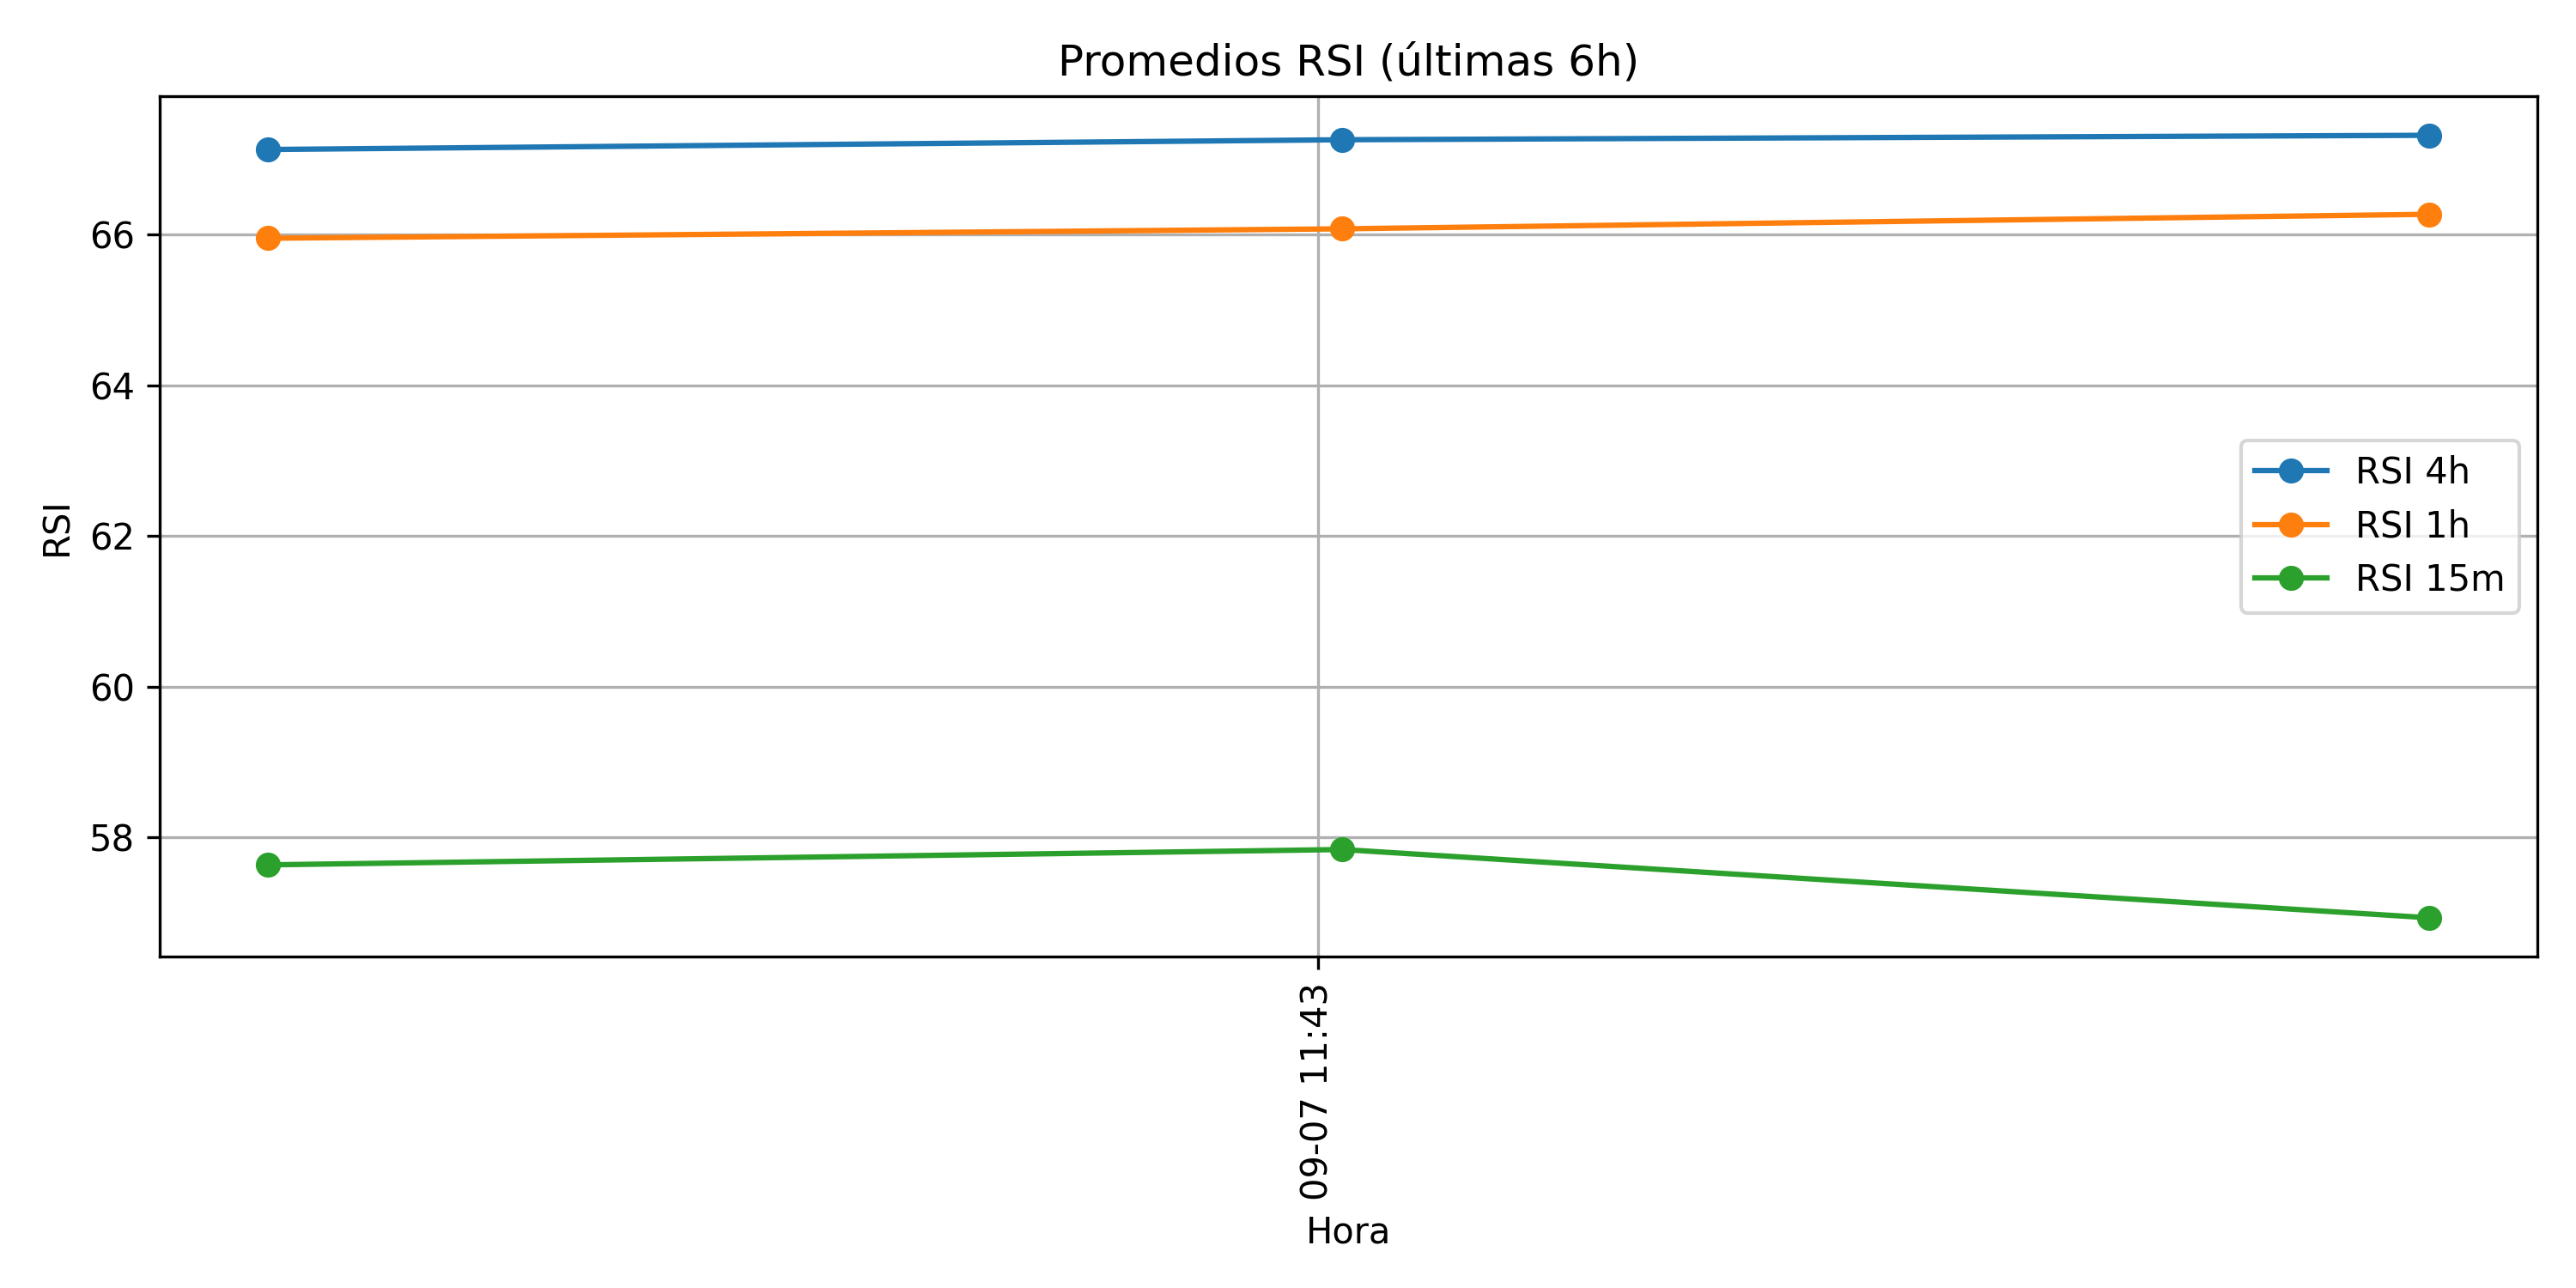 Promedios RSI (últimas 6h)
RSI
66
64
62
60
58
RSI 4h
RSI 1h
RSI 15m
09-07 11:43
Hora